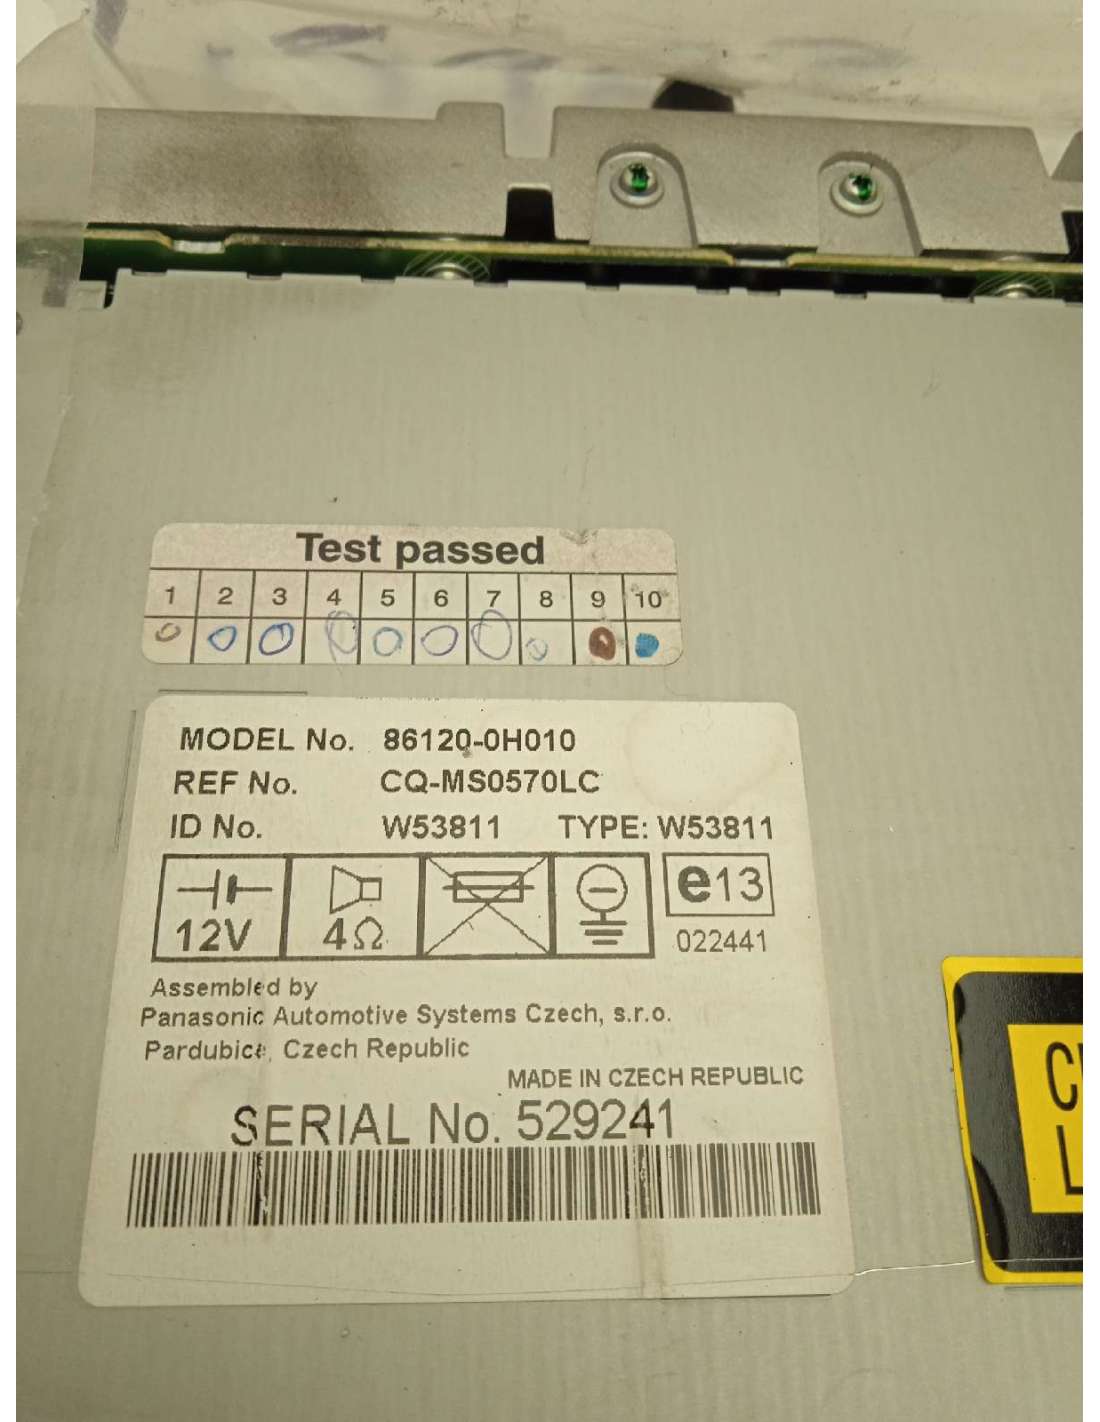 Test passed
1 2 3 4 5 6 7 8 9 10
MODEL No. 86120-0H010
REF No. CQ-MS0570LC
ID No. W53811 TYPE: W53811
12V 4Ω e13
022441
Assembled by
Panasonic Automotive Systems Czech, s.r.o.
Pardubice, Czech Republic
MADE IN CZECH REPUBLIC
SERIAL No. 529241